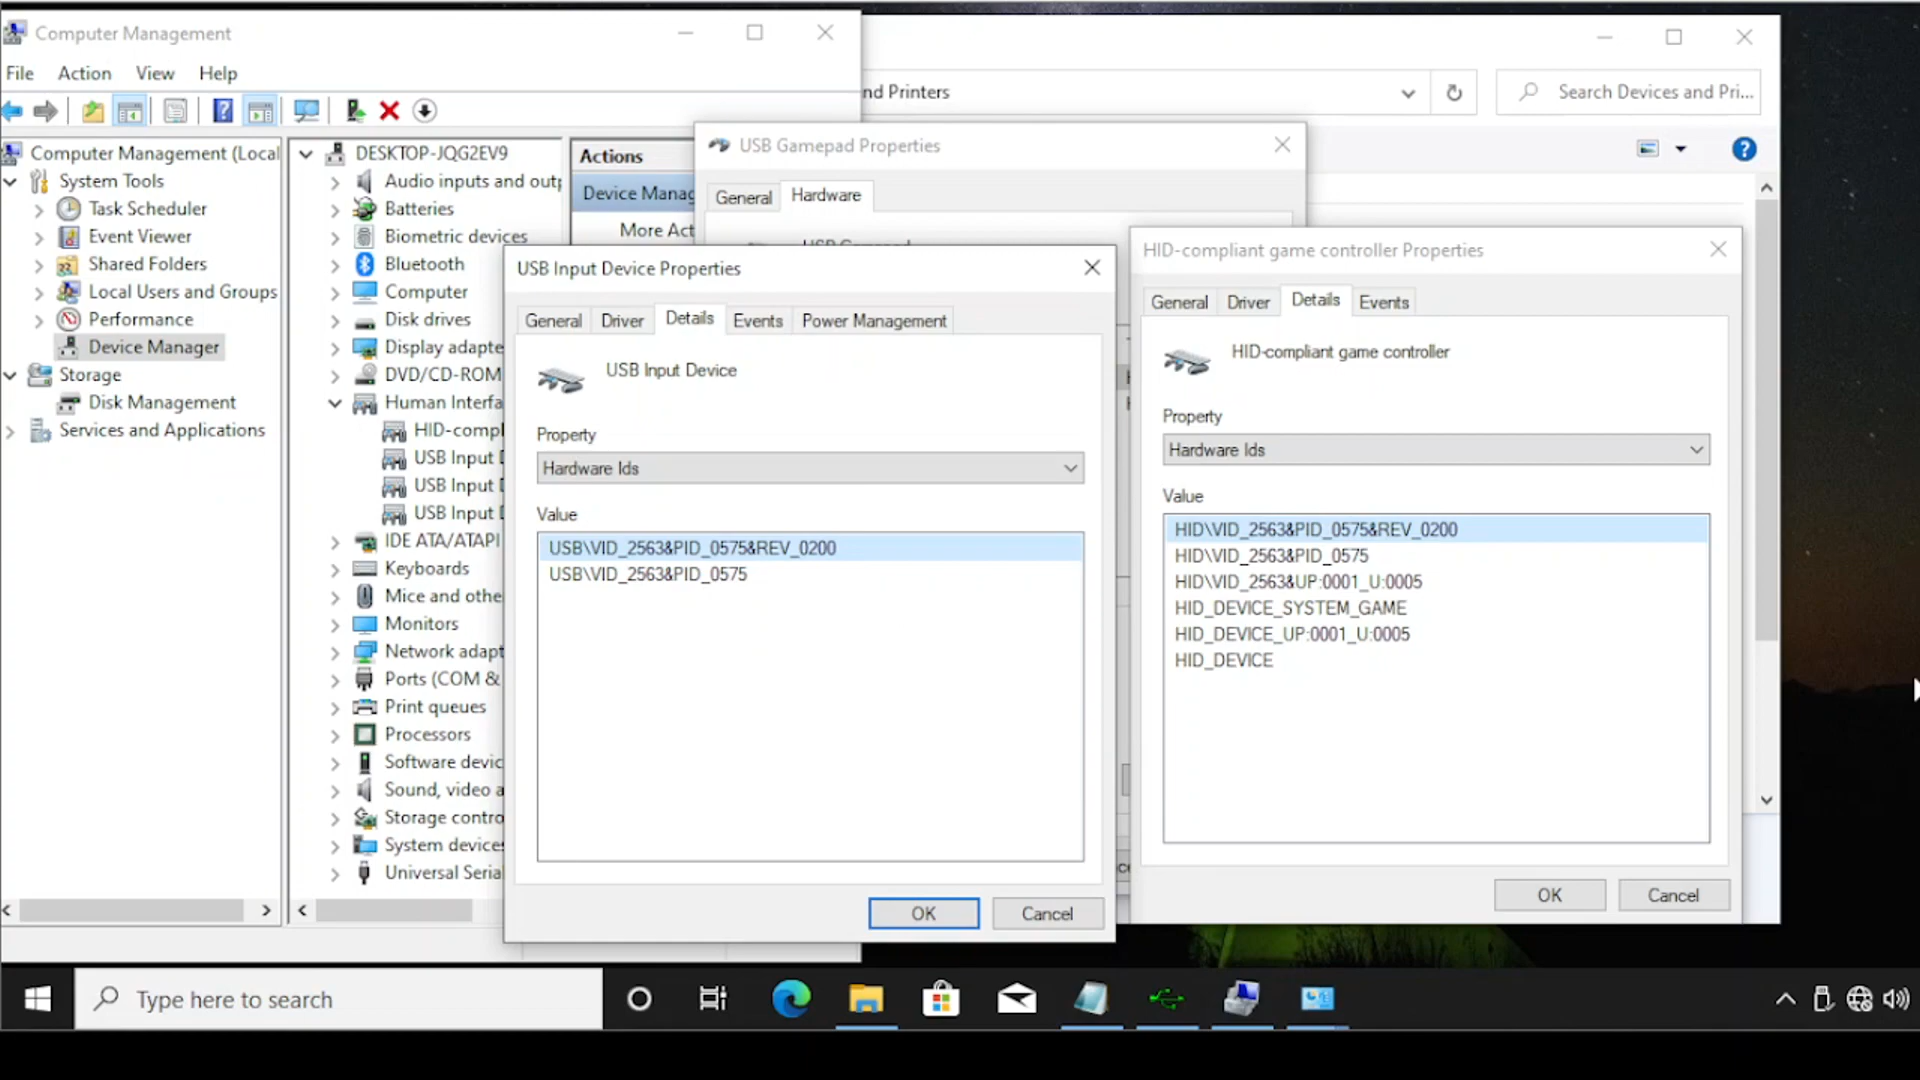 Computer Management
File Action View Help
Computer Management (Local
System Tools
Task Scheduler
Event Viewer
Shared Folders
Local Users and Groups
Performance
Device Manager
Storage
Disk Management
Services and Applications
DESKTOP-JQG2EV9
Audio inputs and outp
Batteries
Biometric devices
Bluetooth
Computer
Disk drives
Display adapte
DVD/CD-ROM
Human Interfa
HID-compl
USB Input D
USB Input D
USB Input D
IDE ATA/ATAPI
Keyboards
Mice and othe
Monitors
Network adapt
Ports (COM &
Print queues
Processors
Software devic
Sound, video a
Storage contro
System devices
Universal Seria
Actions
Device Manag
More Act
nd Printers
Search Devices and Pri...
USB Gamepad Properties
General Hardware
USB Input Device Properties
General Driver Details Events Power Management
USB Input Device
Property
Hardware Ids
Value
USB\VID_2563&PID_0575&REV_0200
USB\VID_2563&PID_0575
OK Cancel
HID-compliant game controller Properties
General Driver Details Events
HID-compliant game controller
Property
Hardware Ids
Value
HID\VID_2563&PID_0575&REV_0200
HID\VID_2563&PID_0575
HID\VID_2563&UP:0001_U:0005
HID_DEVICE_SYSTEM_GAME
HID_DEVICE_UP:0001_U:0005
HID_DEVICE
OK Cancel
Type here to search